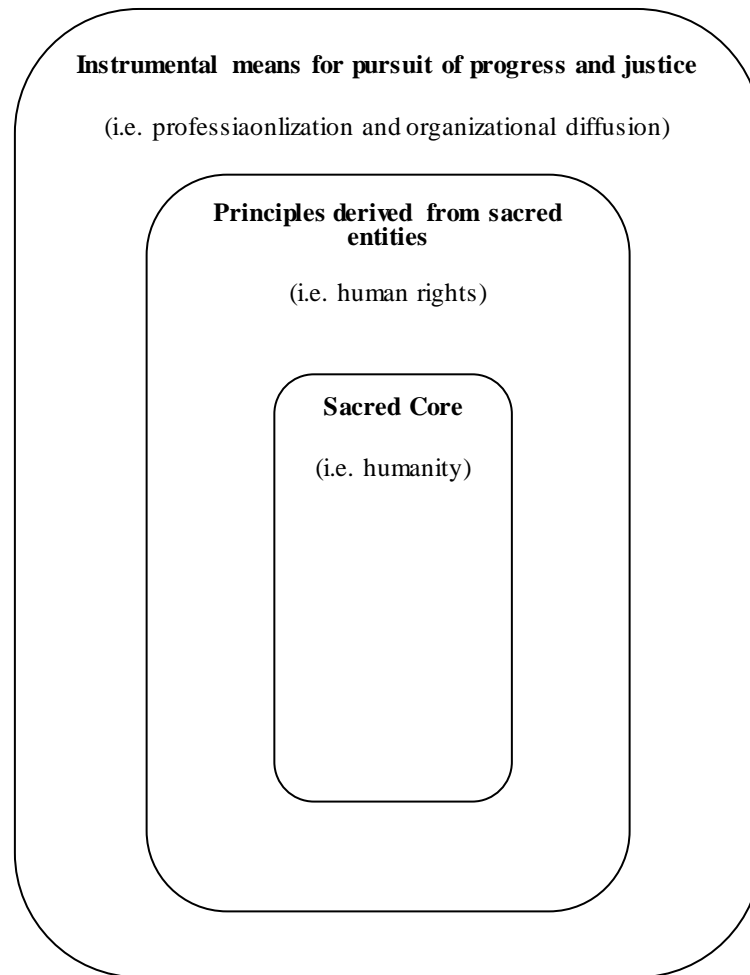 Instrumental means for pursuit of progress and justice
(i.e. professiaonlization and organizational diffusion)
Principles derived from sacred
entities
(i.e. human rights)
Sacred Core
(i.e. humanity)